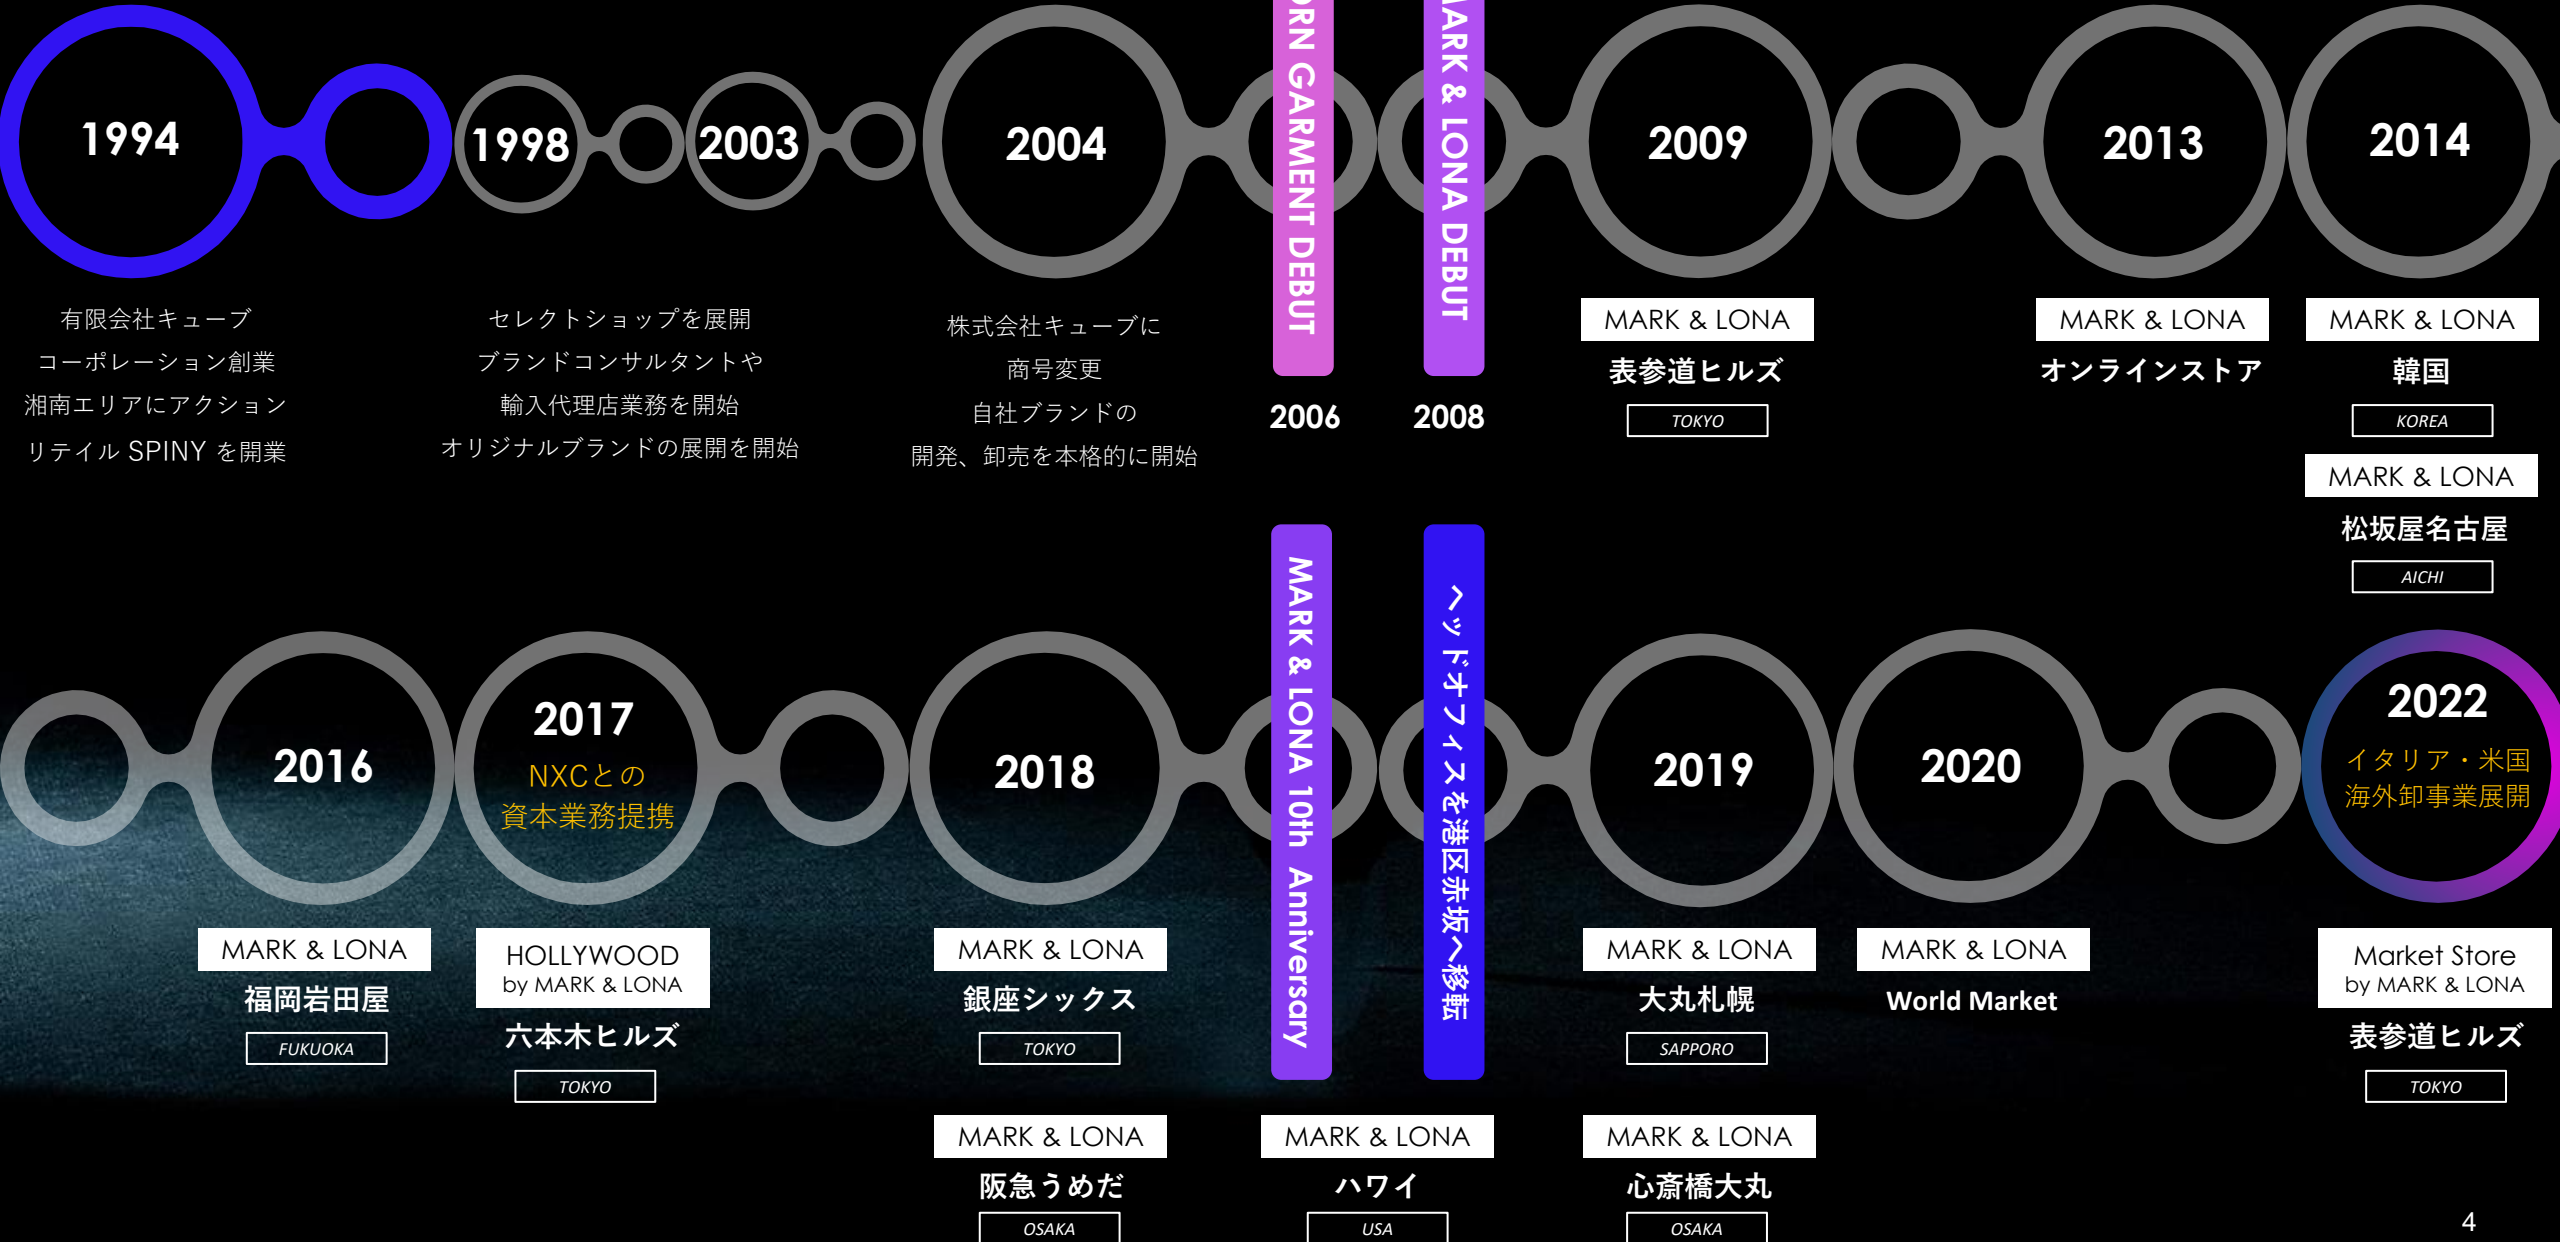 1994
有限会社キューブ
コーポレーション創業
湘南エリアにアクション
リテイル SPINY を開業
1998
2003
セレクトショップを展開
ブランドコンサルタントや
輸入代理店業務を開始
オリジナルブランドの展開を開始
2004
株式会社キューブに
商号変更
自社ブランドの
開発、卸売を本格的に開始
GARMENT DEBUT
2006
MARK & LONA DEBUT
2008
2009
MARK & LONA
表参道ヒルズ
TOKYO
2013
MARK & LONA
オンラインストア
2014
MARK & LONA
韓国
KOREA
MARK & LONA
松坂屋名古屋
AICHI
2016
MARK & LONA
福岡岩田屋
FUKUOKA
2017
NXCとの
資本業務提携
HOLLYWOOD
by MARK & LONA
六本木ヒルズ
TOKYO
2018
MARK & LONA
銀座シックス
TOKYO
MARK & LONA
阪急うめだ
OSAKA
MARK & LONA 10th Anniversary
ヘッドオフィスを港区赤坂へ移転
MARK & LONA
ハワイ
USA
2019
MARK & LONA
大丸札幌
SAPPORO
MARK & LONA
心斎橋大丸
OSAKA
2020
MARK & LONA
World Market
2022
イタリア・米国
海外卸事業展開
Market Store
by MARK & LONA
表参道ヒルズ
TOKYO
4